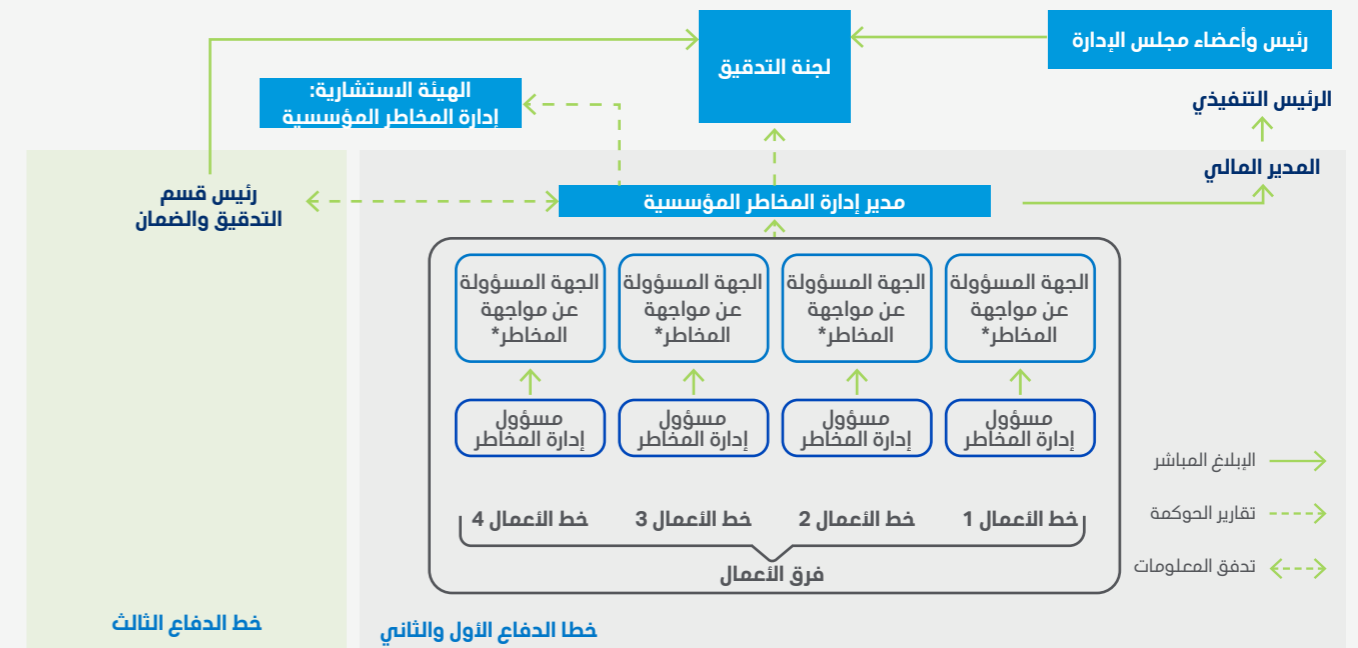 رئيس وأعضاء مجلس الإدارة
لجنة التدقيق
الهيئة الاستشارية:
إدارة المخاطر المؤسسية
الرئيس التنفيذي
المدير المالي
مدير إدارة المخاطر المؤسسية
رئيس قسم
التدقيق والضمان
الجهة المسؤولة
عن مواجهة
المخاطر*
الجهة المسؤولة
عن مواجهة
المخاطر*
الجهة المسؤولة
عن مواجهة
المخاطر*
الجهة المسؤولة
عن مواجهة
المخاطر*
مسؤول
إدارة المخاطر
مسؤول
إدارة المخاطر
مسؤول
إدارة المخاطر
مسؤول
إدارة المخاطر
خط الأعمال 1
خط الأعمال 2
خط الأعمال 3
خط الأعمال 4
فرق الأعمال
الإبلاغ المباشر
تقارير الحوكمة
تدفق المعلومات
خطا الدفاع الأول والثاني
خط الدفاع الثالث